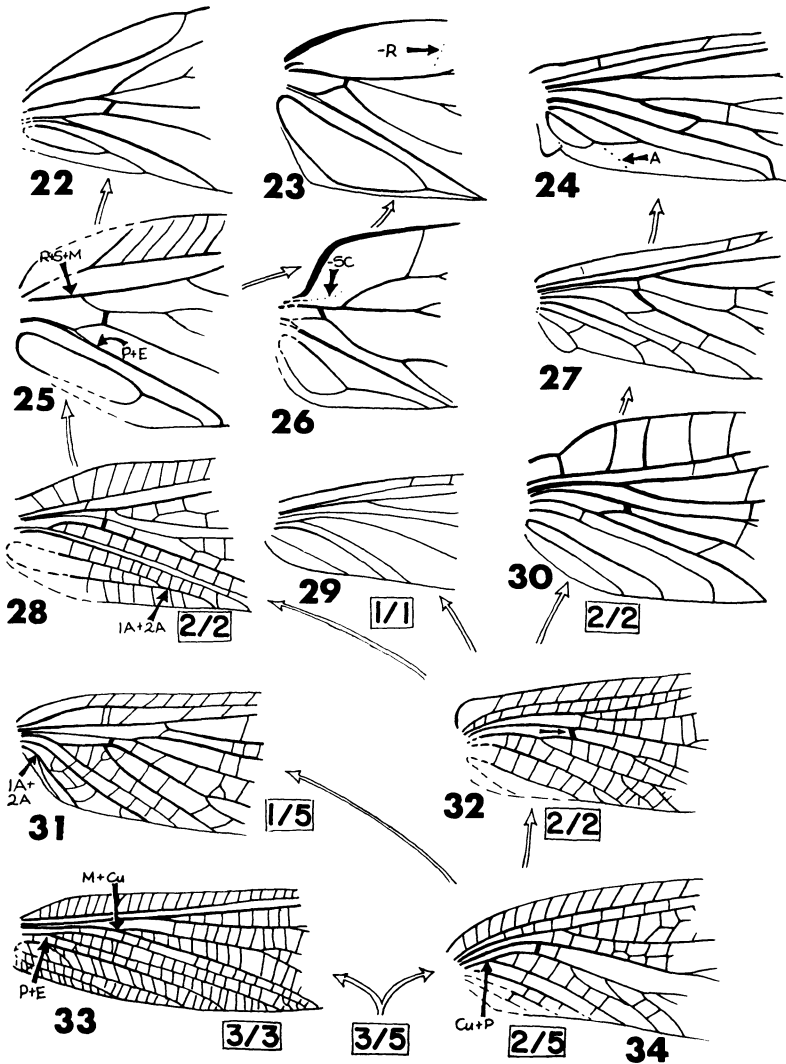 -R
A
22
23
24
R+S+M
-SC
P+E
25
26
27
28
29
30
1A+2A
2/2
1/1
2/2
1A+
2A
31
1/5
32
2/2
M+Cu
P+E
Cu+P
33
3/3
3/5
2/5
34